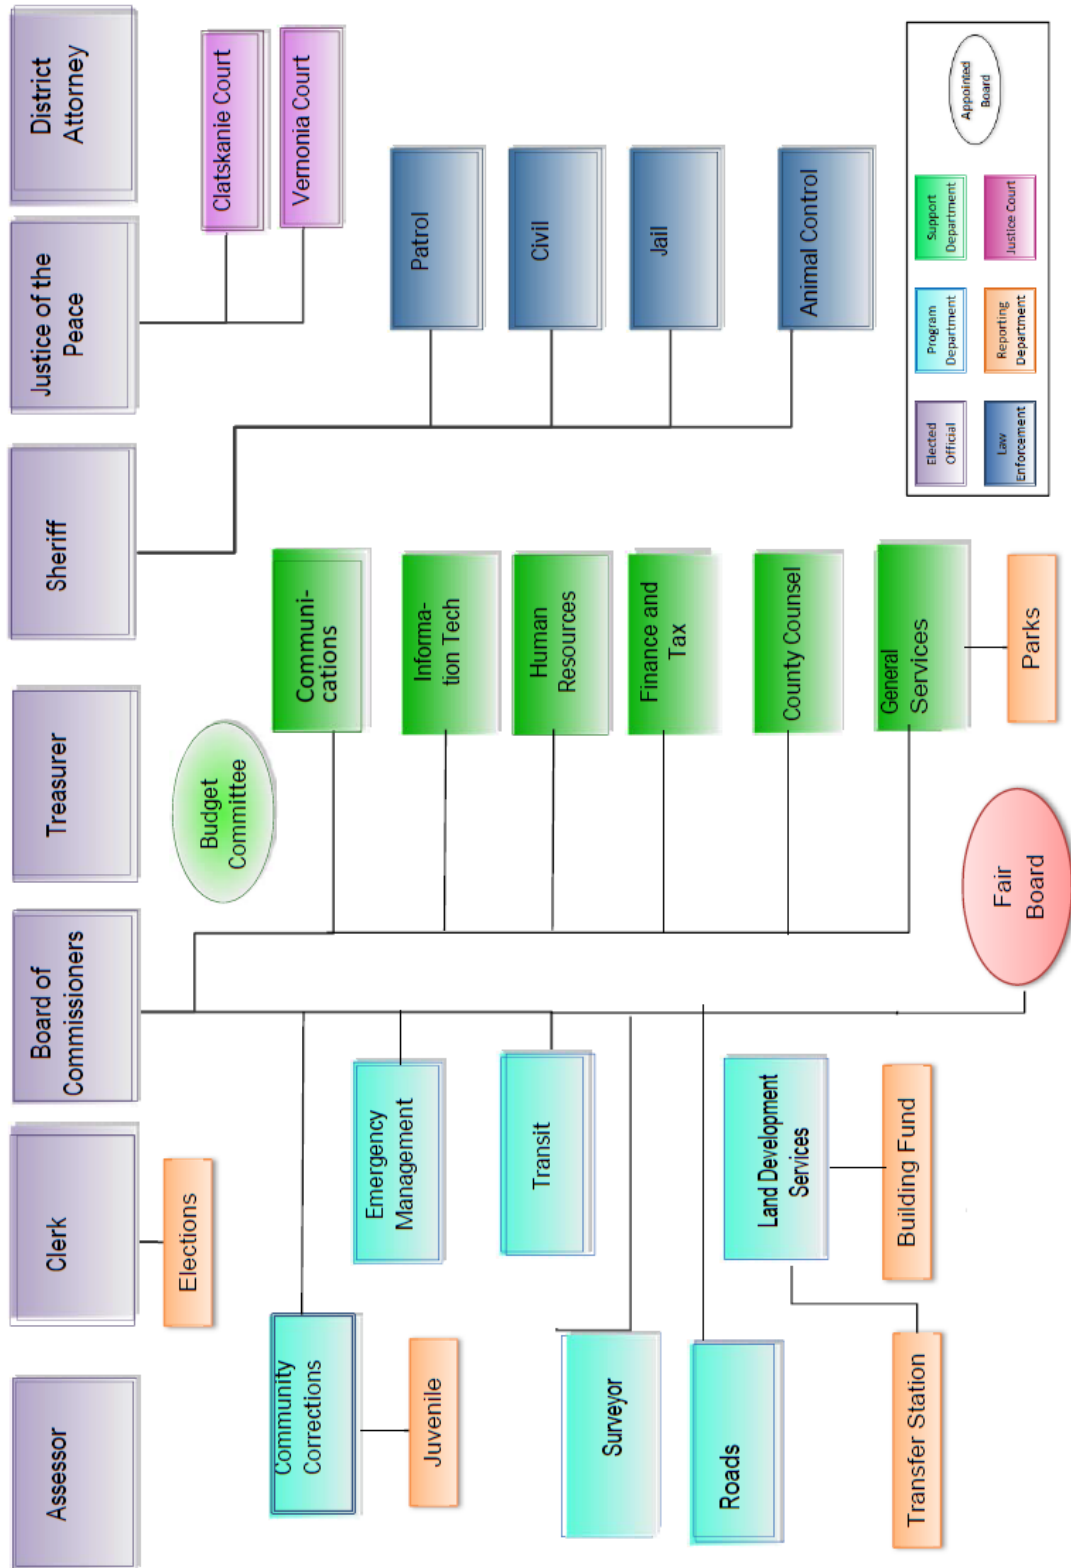 Assessor
Clerk
Board of
Commissioners
Treasurer
Sheriff
Justice of the
Peace
District
Attorney
Elections
Budget
Committee
Clatskanie Court
Vernonia Court
Community
Corrections
Juvenile
Emergency
Management
Transit
Surveyor
Roads
Land Development
Services
Building Fund
Transfer Station
Communi-
cations
Informa-
tion Tech
Human
Resources
Finance and
Tax
County Counsel
General
Services
Parks
Fair
Board
Patrol
Civil
Jail
Animal Control
Elected
Official
Program
Department
Support
Department
Appointed
Board
Law
Enforcement
Reporting
Department
Justice Court